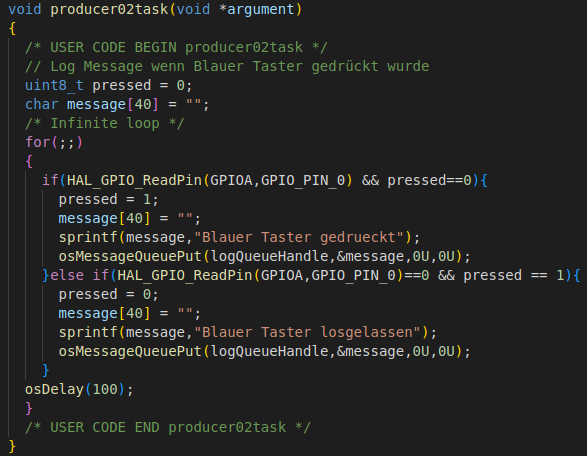 void producer02task(void *argument)
{
  /* USER CODE BEGIN producer02task */
  // Log Message wenn Blauer Taster gedrückt wurde
  uint8_t pressed = 0;
  char message[40] = "";
  /* Infinite loop */
  for(;;)
  {
    if(HAL_GPIO_ReadPin(GPIOA,GPIO_PIN_0) && pressed==0){
      pressed = 1;
      message[40] = "";
      sprintf(message,"Blauer Taster gedrueckt");
      osMessageQueuePut(logQueueHandle,&message,0U,0U);
    }else if(HAL_GPIO_ReadPin(GPIOA,GPIO_PIN_0)==0 && pressed == 1){
      pressed = 0;
      message[40] = "";
      sprintf(message,"Blauer Taster losgelassen");
      osMessageQueuePut(logQueueHandle,&message,0U,0U);
    }
  osDelay(100);
  }
  /* USER CODE END producer02task */
}